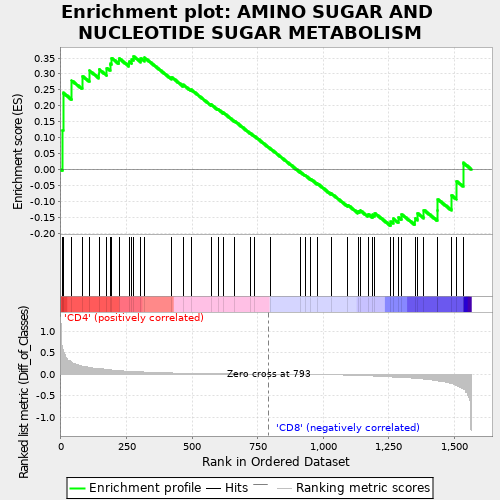 Enrichment plot: AMINO SUGAR AND
NUCLEOTIDE SUGAR METABOLISM
Enrichment score (ES)
0.35
0.30
0.25
0.20
0.15
0.10
0.05
0.00
-0.05
-0.10
-0.15
-0.20
'CD4' (positively correlated)
Ranked list metric (Diff_of_Classes)
1.0
0.5
0.0
-0.5
-1.0
Zero cross at 793
'CD8' (negatively correlated)
0 250 500 750 1,000 1,250 1,500
Rank in Ordered Dataset
Enrichment profile Hits Ranking metric scores